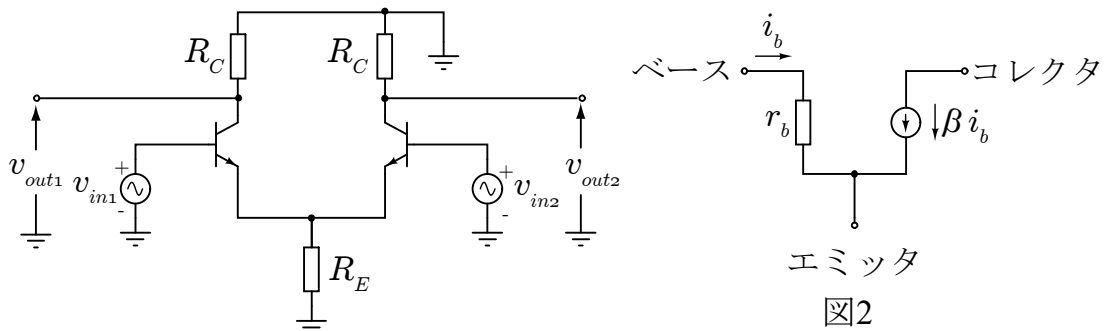 R_C
R_C
v_out1
v_in1
+
-
+
-
v_in2
v_out2
R_E
i_b
ベース
コレクタ
r_b
β i_b
エミッタ
図2